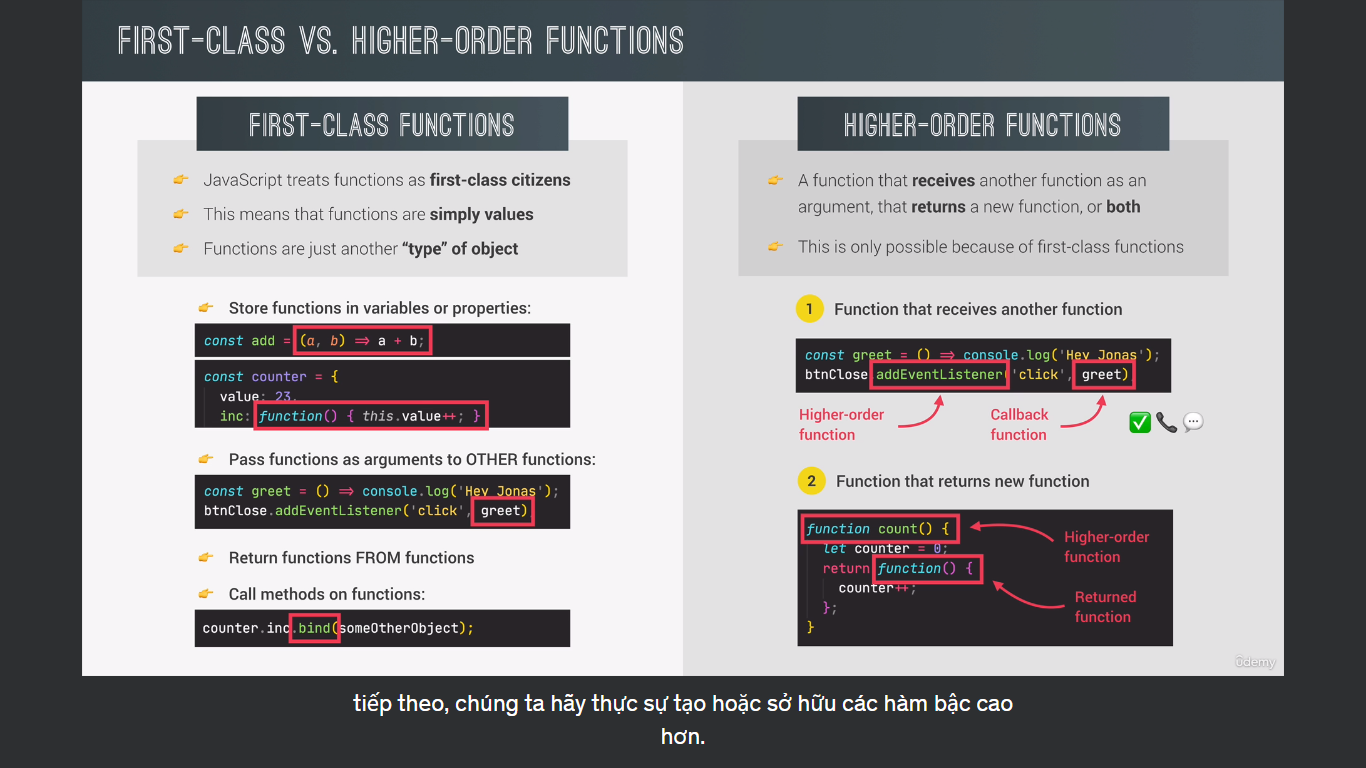 FIRST-CLASS VS. HIGHER-ORDER FUNCTIONS
FIRST-CLASS FUNCTIONS
JavaScript treats functions as first-class citizens
This means that functions are simply values
Functions are just another “type” of object
Store functions in variables or properties:
const add = (a, b) => a + b;
const counter = {
value: 23,
inc: function() { this.value++; }
Pass functions as arguments to OTHER functions:
const greet = () => console.log('Hey Jonas');
btnClose.addEventListener('click', greet)
Return functions FROM functions
Call methods on functions:
counter.inc.bind(someOtherObject);
HIGHER-ORDER FUNCTIONS
A function that receives another function as an
argument, that returns a new function, or both
This is only possible because of first-class functions
1 Function that receives another function
const greet = () => console.log('Hey Jonas');
btnClose.addEventListener('click', greet)
Higher-order
function
Callback
function
2 Function that returns new function
function count() {
let counter = 0;
return function() {
counter++;
};
}
Higher-order
function
Returned
function
ûdemy
tiếp theo, chúng ta hãy thực sự tạo hoặc sở hữu các hàm bậc cao
hơn.